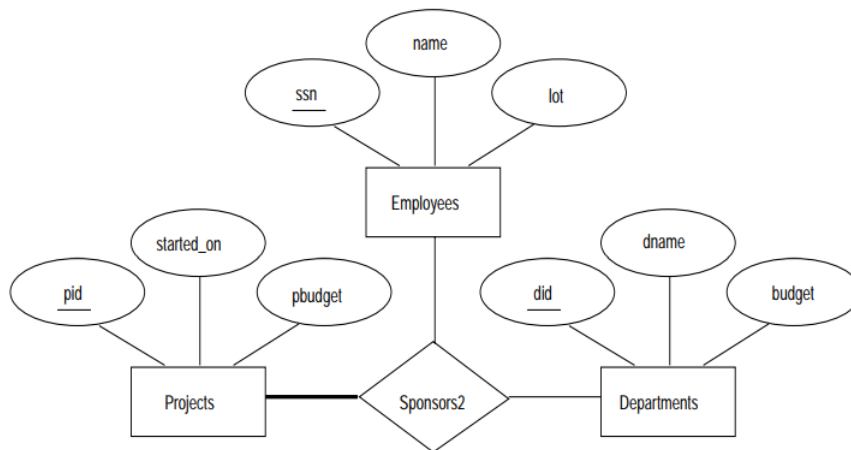 name
ssn
lot
Employees
started_on
dname
pid
pbudget
did
budget
Projects
Sponsors2
Departments